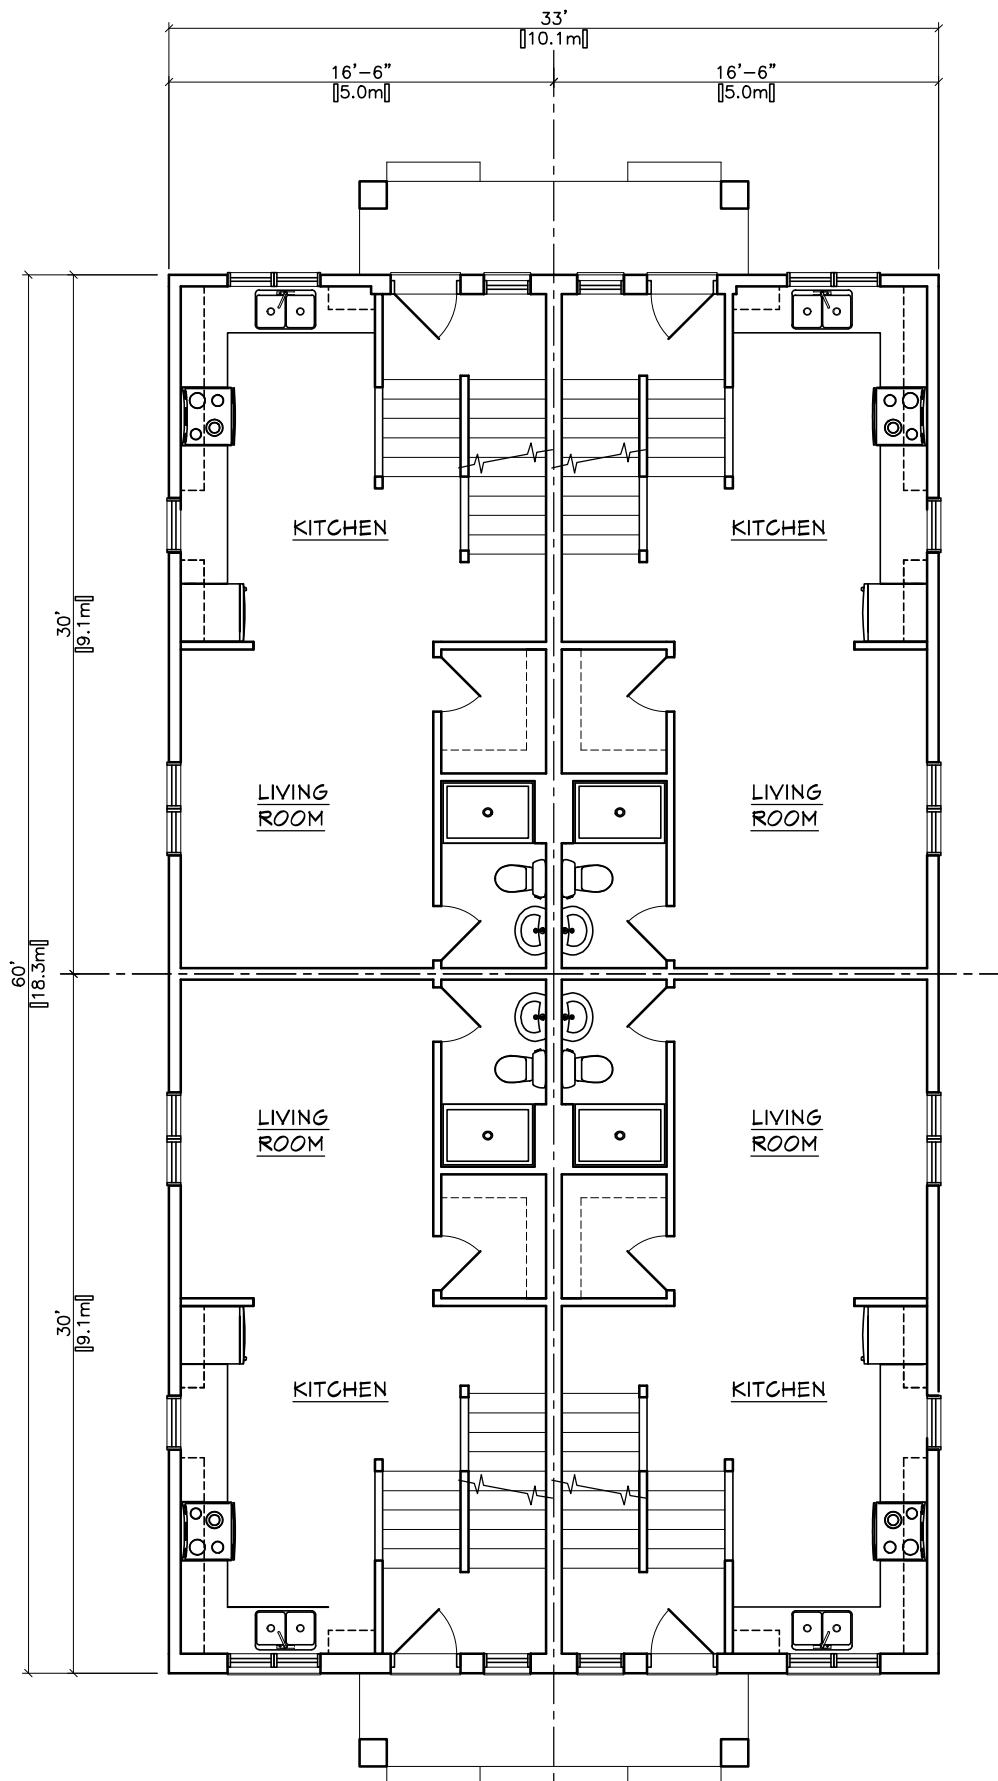 33'
[10.1m]
16'-6"
[5.0m]
16'-6"
[5.0m]
KITCHEN
KITCHEN
30'
[9.1m]
LIVING
ROOM
LIVING
ROOM
60'
[18.3m]
LIVING
ROOM
LIVING
ROOM
30'
[9.1m]
KITCHEN
KITCHEN